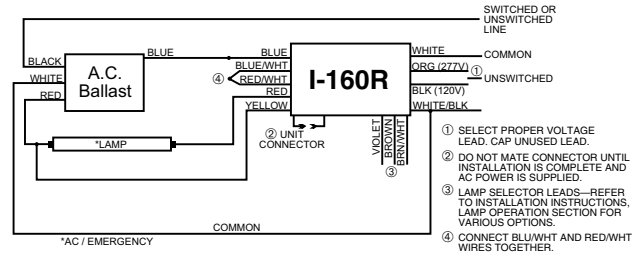 SWITCHED OR
UNSWITCHED
LINE
BLACK
BLUE
BLUE
WHITE
COMMON
WHITE
A.C.
Ballast
BLUE/WHT
I-160R
ORG (277V)
①
④
RED/WHT
UNSWITCHED
RED
RED
BLK (120V)
YELLOW
WHITE/BLK
② UNIT
CONNECTOR
VIOLET
BROWN
BRN/WHT
③
*LAMP
① SELECT PROPER VOLTAGE
LEAD. CAP UNUSED LEAD.
② DO NOT MATE CONNECTOR UNTIL
INSTALLATION IS COMPLETE AND
AC POWER IS SUPPLIED.
③ LAMP SELECTOR LEADS—REFER
TO INSTALLATION INSTRUCTIONS,
LAMP OPERATION SECTION FOR
VARIOUS OPTIONS.
④ CONNECT BLU/WHT AND RED/WHT
WIRES TOGETHER.
COMMON
*AC / EMERGENCY